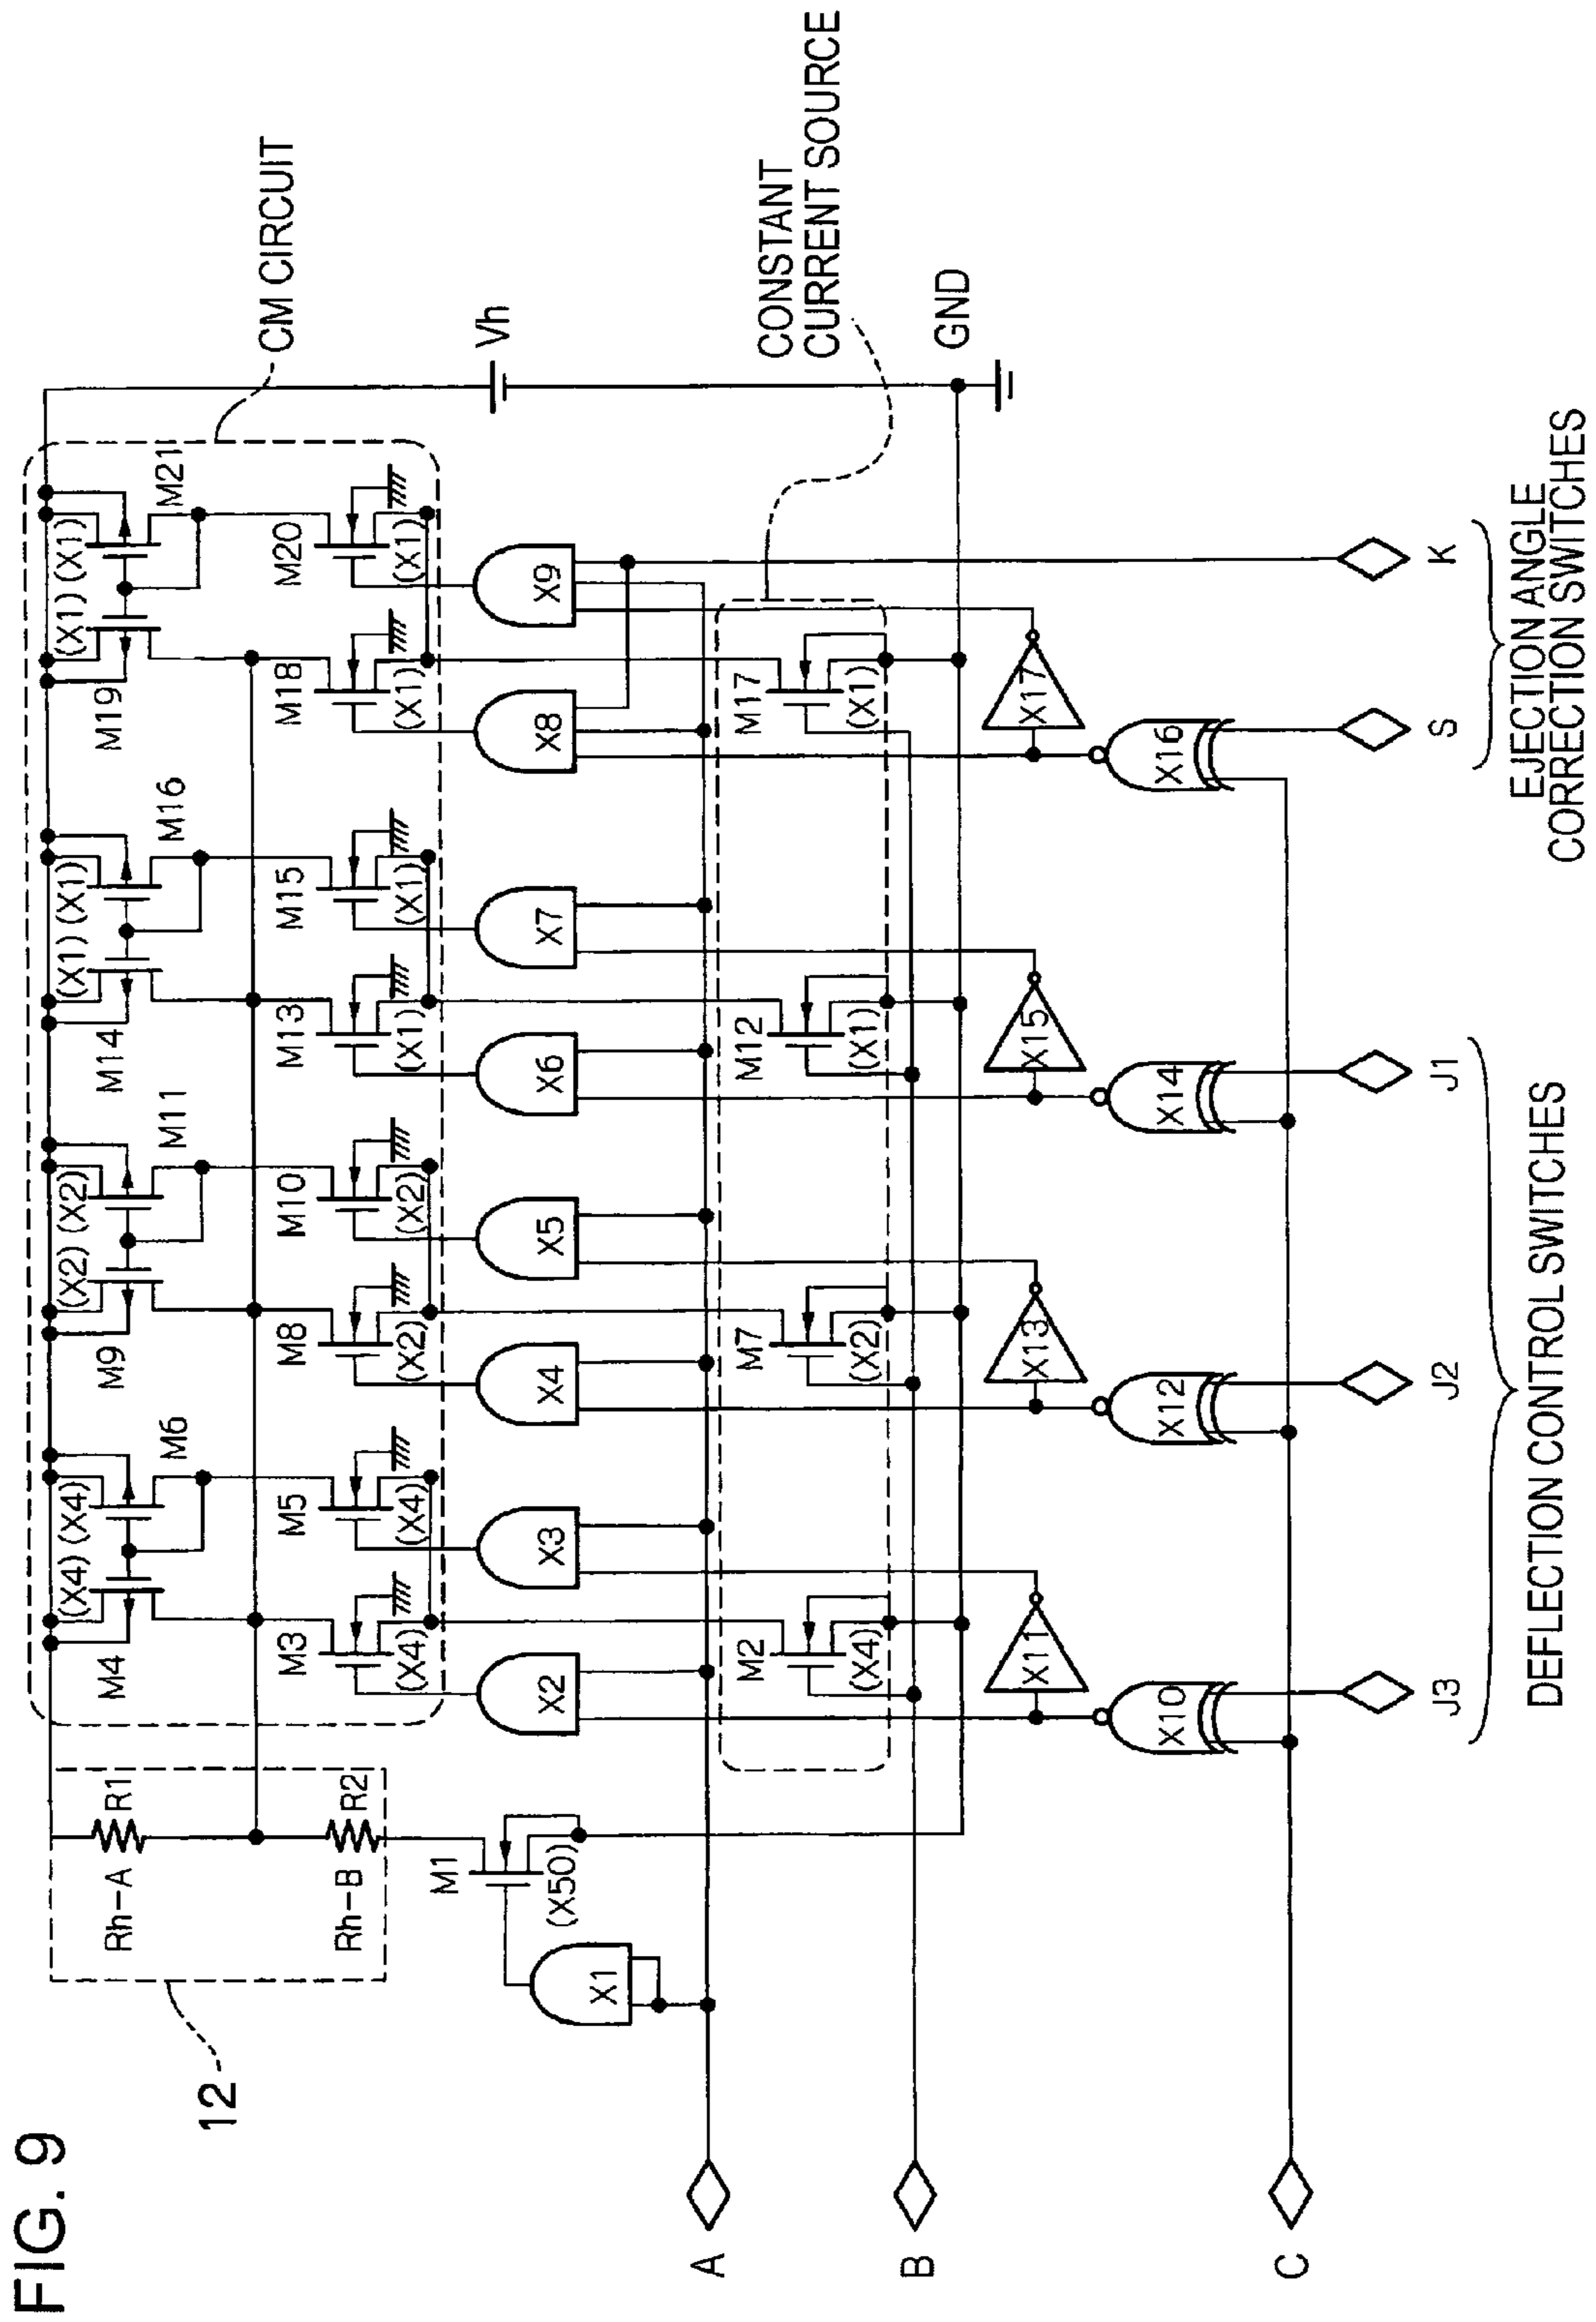 FIG. 9
12
Rh-A
R1
Rh-B
R2
M1
(X50)
X1
M4
(X4)
(X4)
M6
M3
(X4)
M5
(X4)
X2
X3
M9
(X2)
(X2)
M11
M8
(X2)
M10
(X2)
X4
X5
M14
(X1)
(X1)
M16
M13
(X1)
M15
(X1)
X6
X7
M19
(X1)
(X1)
M21
M18
(X1)
M20
(X1)
X8
X9
CM CIRCUIT
Vh
CONSTANT
CURRENT SOURCE
GND
M2
(X4)
M7
(X2)
M12
(X1)
M17
(X1)
X11
X13
X15
X17
X10
X12
X14
X16
A
B
C
J3
J2
J1
S
K
DEFLECTION CONTROL SWITCHES
EJECTION ANGLE
CORRECTION SWITCHES